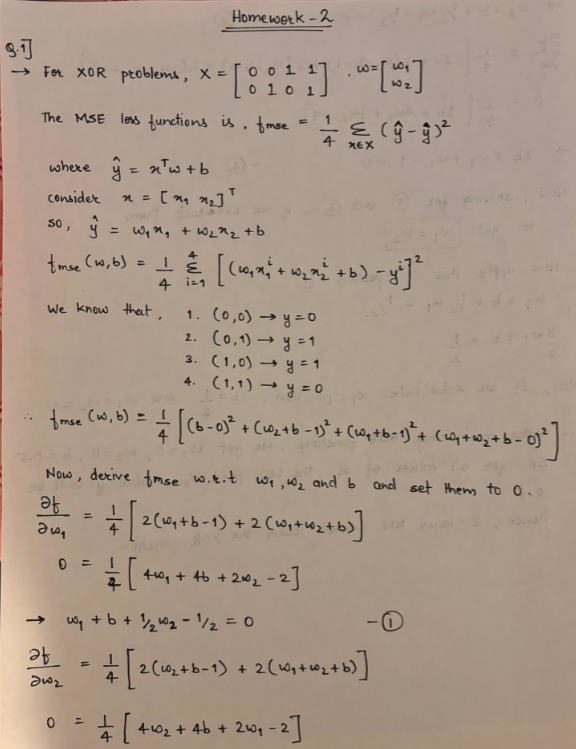 Homework-2
Q.1]
→ For XOR problems, X = [ 0 0 1 1 ; 0 1 0 1 ] , w = [ w₁ ; w₂ ]
The MSE loss functions is, fmse = 1/4 Σ_{x∈X} (ŷ - ŷ)²
where ŷ = xᵀw + b
consider x = [x₁ x₂]ᵀ
so, ŷ = w₁x₁ + w₂x₂ + b
fmse (w,b) = 1/4 Σ_{i=1}^{4} [(w₁x₁ⁱ + w₂x₂ⁱ + b) - yⁱ]²
We know that, 1. (0,0) → y = 0
2. (0,1) → y = 1
3. (1,0) → y = 1
4. (1,1) → y = 0
∴ fmse (w,b) = 1/4 [(b-0)² + (w₂+b-1)² + (w₁+b-1)² + (w₁+w₂+b-0)²]
Now, derive fmse w.r.t w₁, w₂ and b and set them to 0.
∂f/∂w₁ = 1/4 [2(w₁+b-1) + 2(w₁+w₂+b)]
0 = 1/4 [4w₁ + 4b + 2w₂ - 2]
→ w₁ + b + 1/2 w₂ - 1/2 = 0 -①
∂f/∂w₂ = 1/4 [2(w₂+b-1) + 2(w₁+w₂+b)]
0 = 1/4 [4w₂ + 4b + 2w₁ - 2]